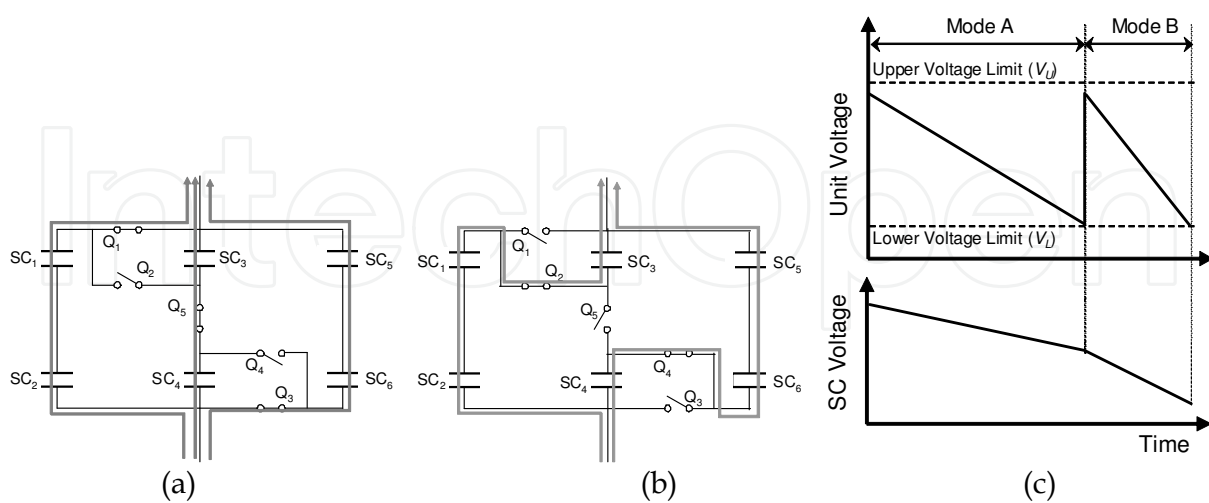 IntechOpen
SC1
Q1
Q2
SC3
SC5
Q5
SC2
SC4
Q4
Q3
SC6
(a)
SC1
Q1
Q2
SC3
SC5
Q5
SC2
SC4
Q4
Q3
SC6
(b)
Mode A
Mode B
Upper Voltage Limit (VU)
Unit Voltage
Lower Voltage Limit (VL)
SC Voltage
Time
(c)